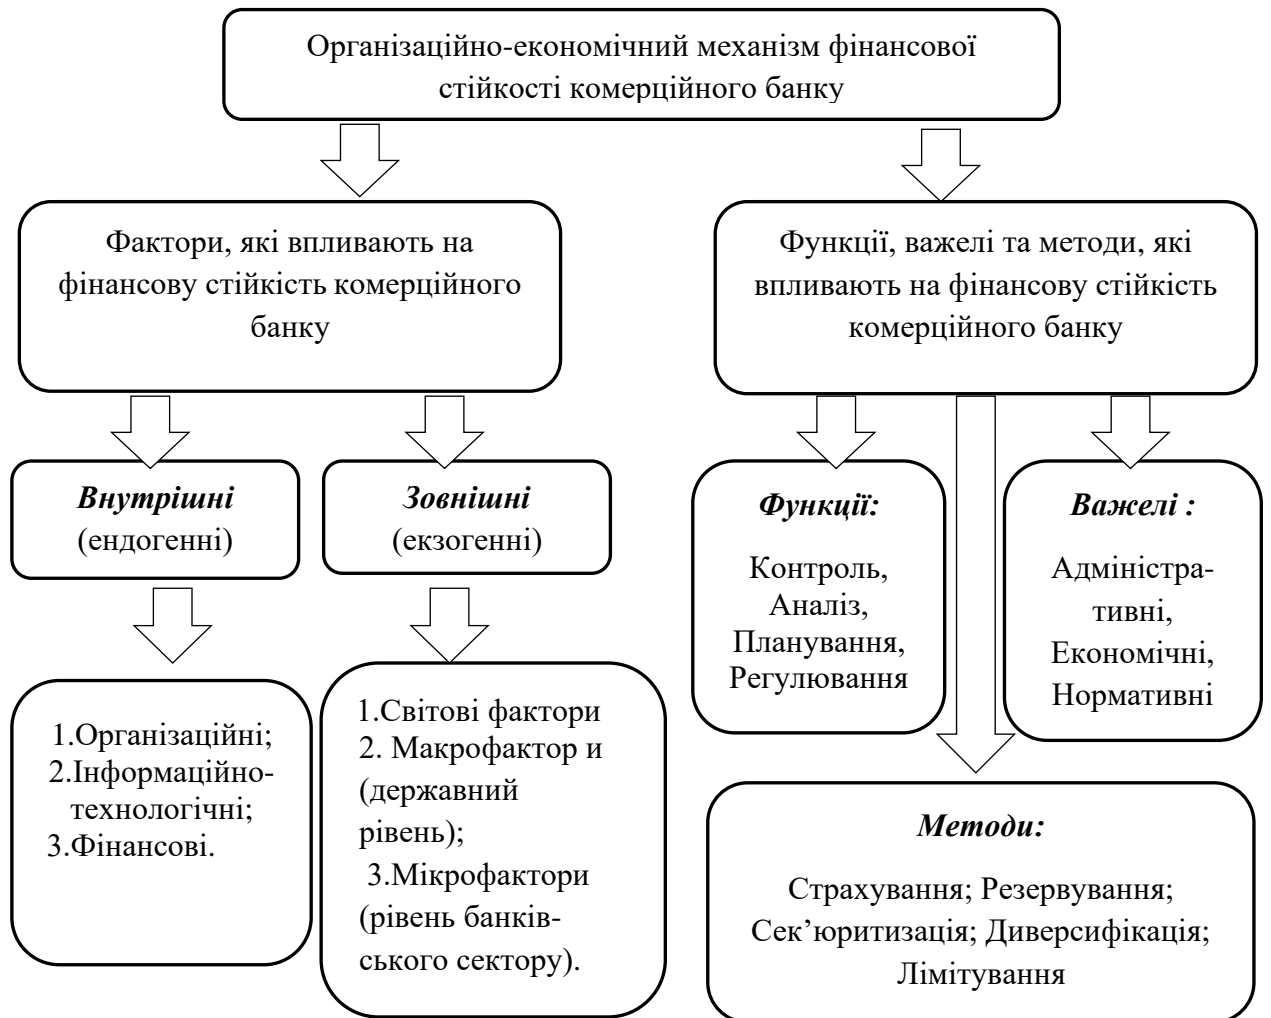 Організаційно-економічний механізм фінансової
стійкості комерційного банку
Фактори, які впливають на
фінансову стійкість комерційного
банку
Функції, важелі та методи, які
впливають на фінансову стійкість
комерційного банку
Внутрішні
(ендогенні)
Зовнішні
(екзогенні)
Функції:
Контроль,
Аналіз,
Планування,
Регулювання
Важелі :
Адміністра-
тивні,
Економічні,
Нормативні
1.Організаційні;
2.Інформаційно-
технологічні;
3.Фінансові.
1.Світові фактори
2. Макрофактор и
(державний
рівень);
3.Мікрофактори
(рівень банків-
ського сектору).
Методи:
Страхування; Резервування;
Сек’юритизація; Диверсифікація;
Лімітування